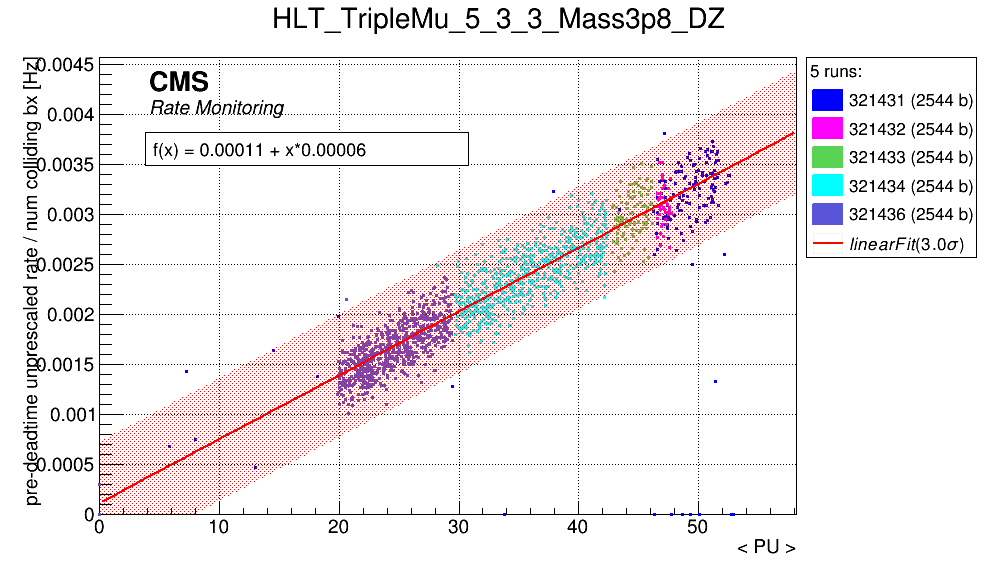 HLT_TripleMu_5_3_3_Mass3p8_DZ
pre-deadtime unprescaled rate / num colliding bx [Hz]
0.0045
0.004
0.0035
0.003
0.0025
0.002
0.0015
0.001
0.0005
0
CMS
Rate Monitoring
f(x) = 0.00011 + x*0.00006
0 10 20 30 40 50
< PU >
5 runs:
321431 (2544 b)
321432 (2544 b)
321433 (2544 b)
321434 (2544 b)
321436 (2544 b)
linearFit(3.0σ)